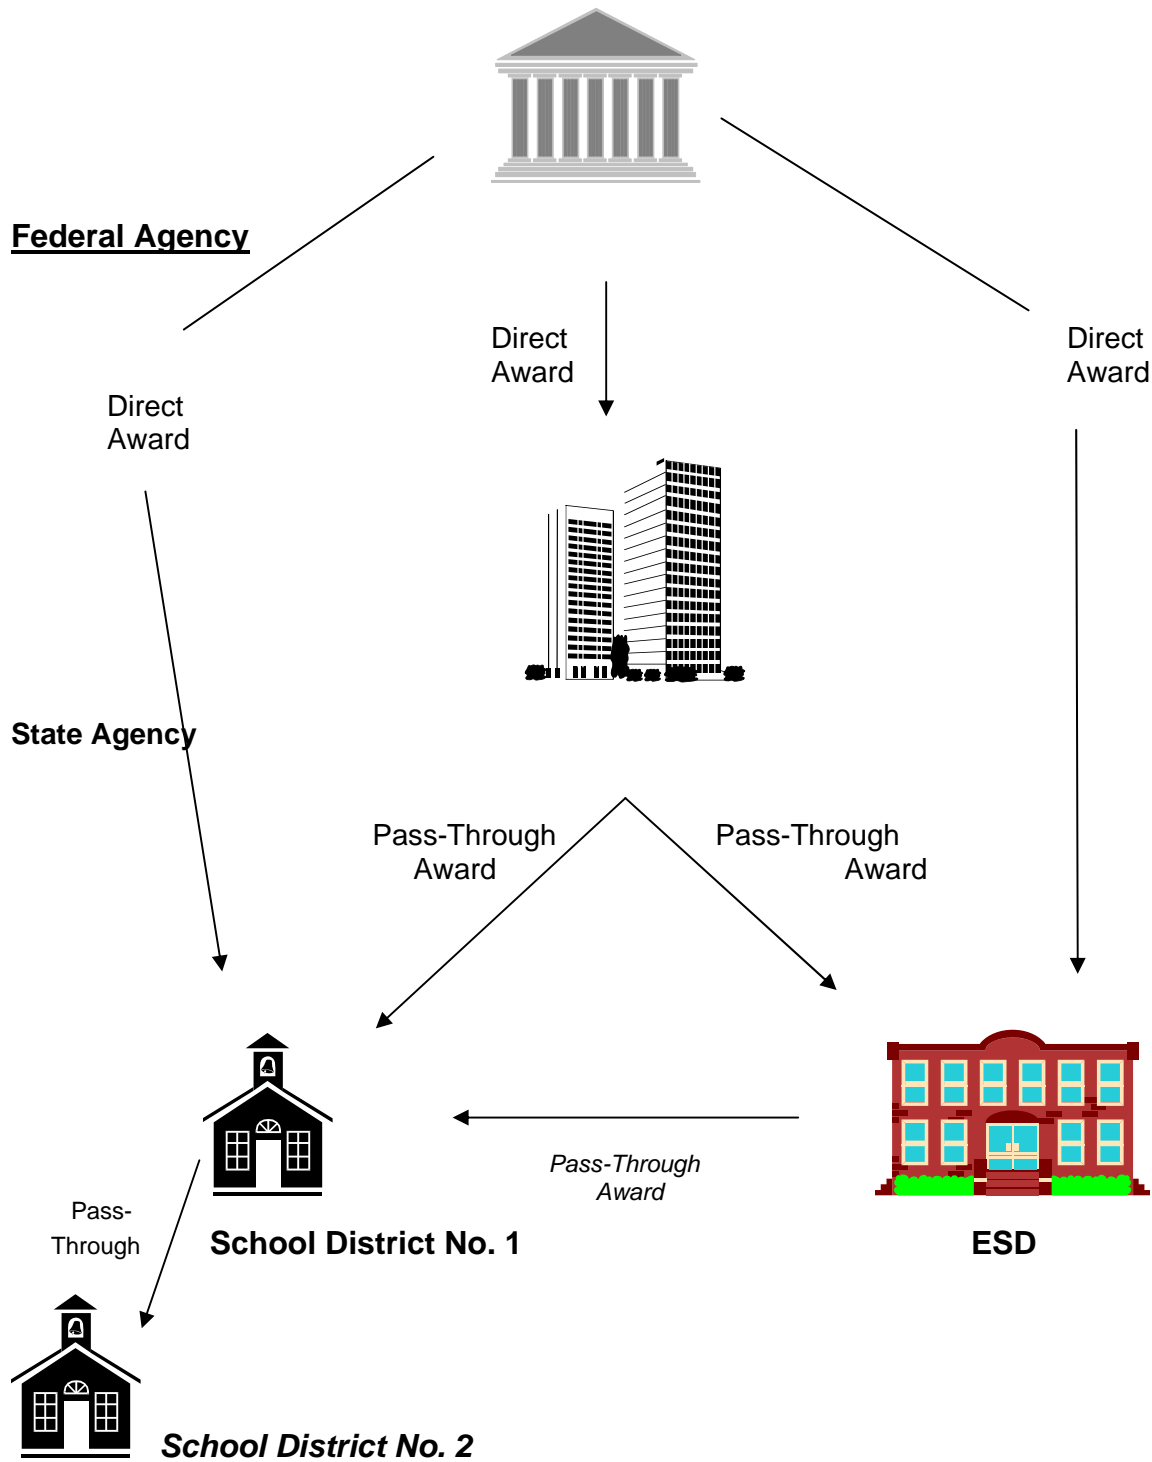 Federal Agency
Direct
Award
Direct
Award
Direct
Award
State Agency
Pass-Through
Award
Pass-Through
Award
Pass-Through
Award
School District No. 1
ESD
Pass-
Through
School District No. 2